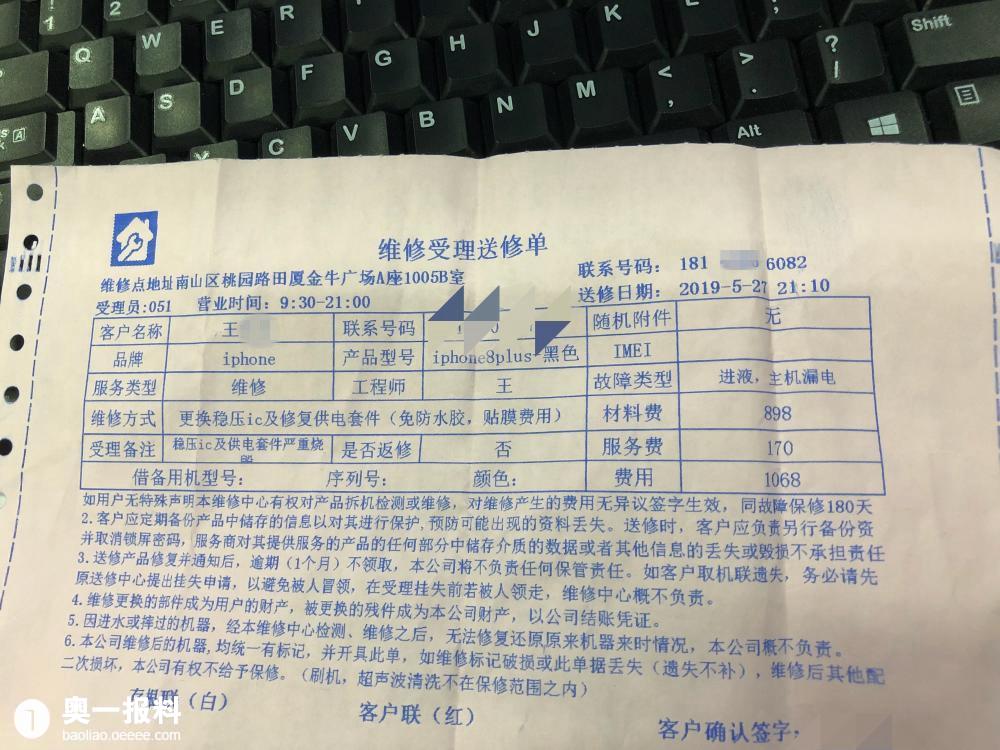 R
Q W E
J K
L
Shift
F G H
A S D
?
/
<
,
>
.
C V B N M
Alt
维修受理送修单
维修点地址南山区桃园路田厦金牛广场A座1005B室
联系号码: 181 6082
受理员:051 营业时间: 9:30-21:00
送修日期: 2019-5-27 21:10
客户名称 王 联系号码 随机附件 无
品牌 iphone 产品型号 iphone8plus 黑色 IMEI
服务类型 维修 工程师 王 故障类型 进液,主机漏电
维修方式 更换稳压ic及修复供电套件(免防水胶,贴膜费用) 材料费 898
受理备注 稳压ic及供电套件严重烧 是否返修 否 服务费 170
借备用机型号: 序列号: 颜色: 费用 1068
如用户无特殊声明本维修中心有权对产品拆机检测或维修,对维修产生的费用无异议签字生效,同故障保修180天
2.客户应定期备份产品中储存的信息以对其进行保护,预防可能出现的资料丢失。送修时,客户应负责另行备份资
并取消锁屏密码,服务商对其提供服务的产品的任何部分中储存介质的数据或者其他信息的丢失或毁损不承担责任
3.送修产品修复并通知后,逾期(1个月)不领取,本公司将不负责任何保管责任。如客户取机联遗失,务必请先
原送修中心提出挂失申请,以避免被人冒领,在受理挂失前若被人领走,维修中心概不负责。
4.维修更换的部件成为用户的财产,被更换的残件成为本公司财产,以公司结账凭证。
5.因进水或摔过的机器,经本维修中心检测、维修之后,无法修复还原原来机器来时情况,本公司概不负责。
6.本公司维修后的机器,均统一有标记,并开具此单,如维修标记破损或此单据丢失(遗失不补),维修后其他配
二次损坏,本公司有权不给予保修。(刷机,超声波清洗不在保修范围之内)
存根联(白)
客户联(红)
客户确认签字,
奥一报料
baoliao.oeeee.com